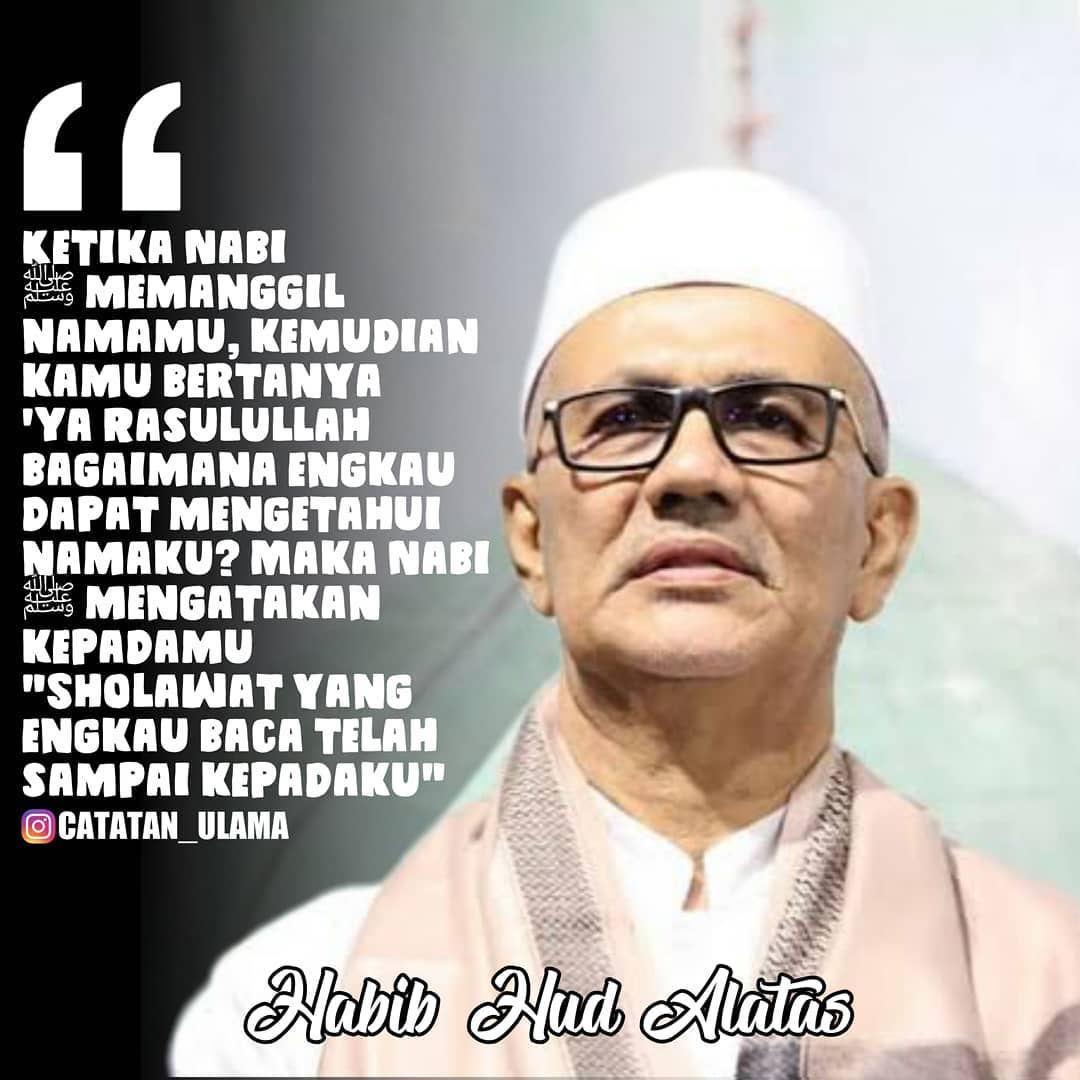 “
KETIKA NABI
ﷺ MEMANGGIL
NAMAMU, KEMUDIAN
KAMU BERTANYA
'YA RASULULLAH
BAGAIMANA ENGKAU
DAPAT MENGETAHUI
NAMAKU? MAKA NABI
ﷺ MENGATAKAN
KEPADAMU
"SHOLAWAT YANG
ENGKAU BACA TELAH
SAMPAI KEPADAKU"
CATATAN_ULAMA
Habib Hud Alatas